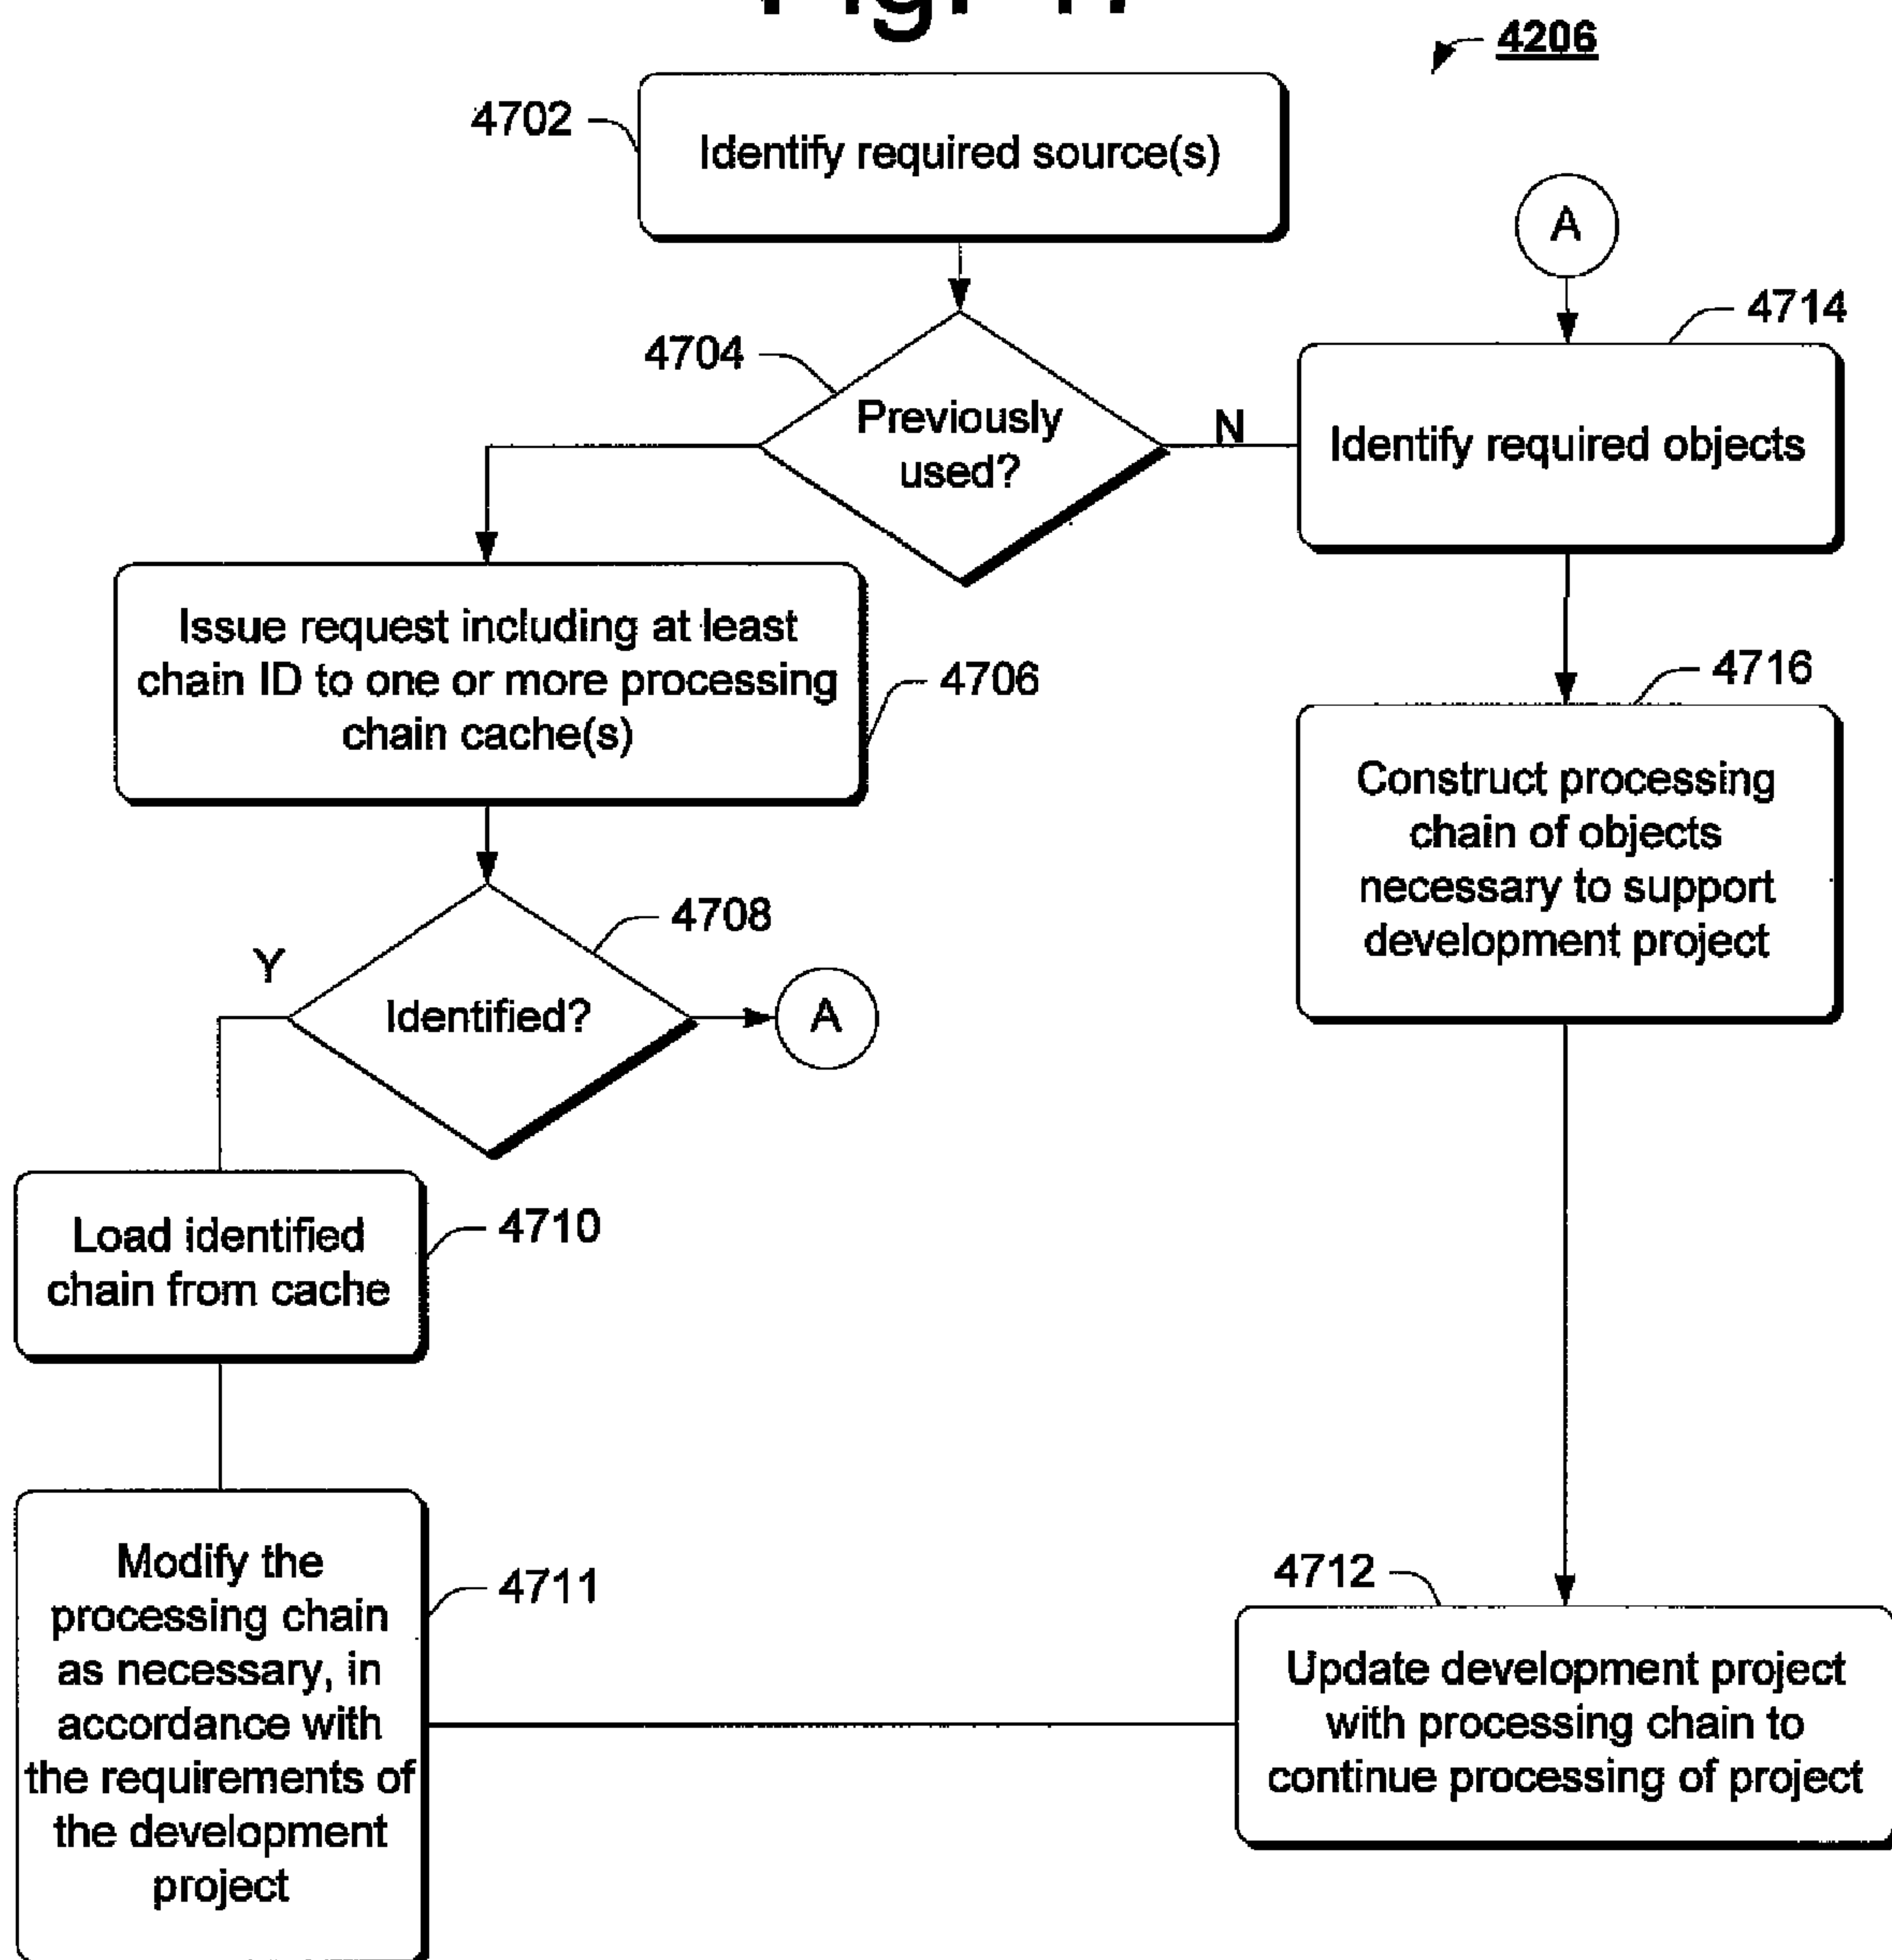 4206
4702
Identify required source(s)
A
4714
4704
Previously
used?
N
Identify required objects
Issue request including at least
chain ID to one or more processing
chain cache(s)
4706
4716
Construct processing
chain of objects
necessary to support
development project
4708
Y
Identified?
A
Load identified
chain from cache
4710
Modify the
processing chain
as necessary, in
accordance with
the requirements of
the development
project
4711
4712
Update development project
with processing chain to
continue processing of project